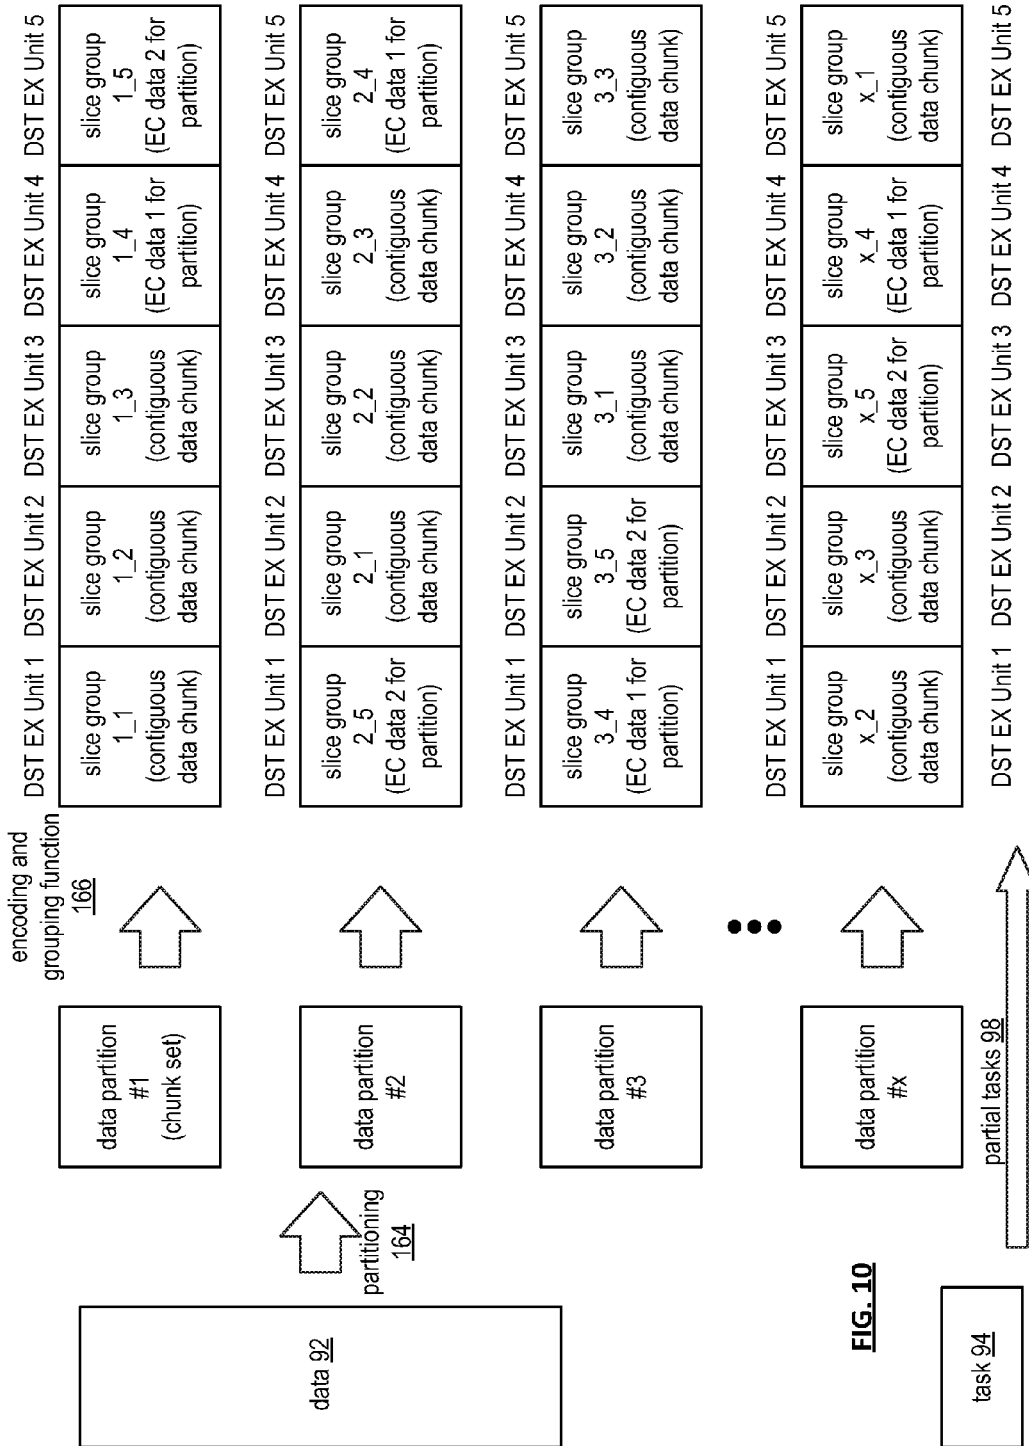 data 92
partitioning
164
data partition
#1
(chunk set)
data partition
#2
data partition
#3
data partition
#x
encoding and
grouping function
166
DST EX Unit 1
DST EX Unit 2
DST EX Unit 3
DST EX Unit 4
DST EX Unit 5
slice group
1_1
(contiguous
data chunk)
slice group
1_2
(contiguous
data chunk)
slice group
1_3
(contiguous
data chunk)
slice group
1_4
(EC data 1 for
partition)
slice group
1_5
(EC data 2 for
partition)
DST EX Unit 1
DST EX Unit 2
DST EX Unit 3
DST EX Unit 4
DST EX Unit 5
slice group
2_5
(EC data 2 for
partition)
slice group
2_1
(contiguous
data chunk)
slice group
2_2
(contiguous
data chunk)
slice group
2_3
(contiguous
data chunk)
slice group
2_4
(EC data 1 for
partition)
DST EX Unit 1
DST EX Unit 2
DST EX Unit 3
DST EX Unit 4
DST EX Unit 5
slice group
3_4
(EC data 1 for
partition)
slice group
3_5
(EC data 2 for
partition)
slice group
3_1
(contiguous
data chunk)
slice group
3_2
(contiguous
data chunk)
slice group
3_3
(contiguous
data chunk)
DST EX Unit 1
DST EX Unit 2
DST EX Unit 3
DST EX Unit 4
DST EX Unit 5
slice group
x_2
(contiguous
data chunk)
slice group
x_3
(contiguous
data chunk)
slice group
x_5
(EC data 2 for
partition)
slice group
x_4
(EC data 1 for
partition)
slice group
x_1
(contiguous
data chunk)
FIG. 10
task 94
partial tasks 98
DST EX Unit 1
DST EX Unit 2
DST EX Unit 3
DST EX Unit 4
DST EX Unit 5